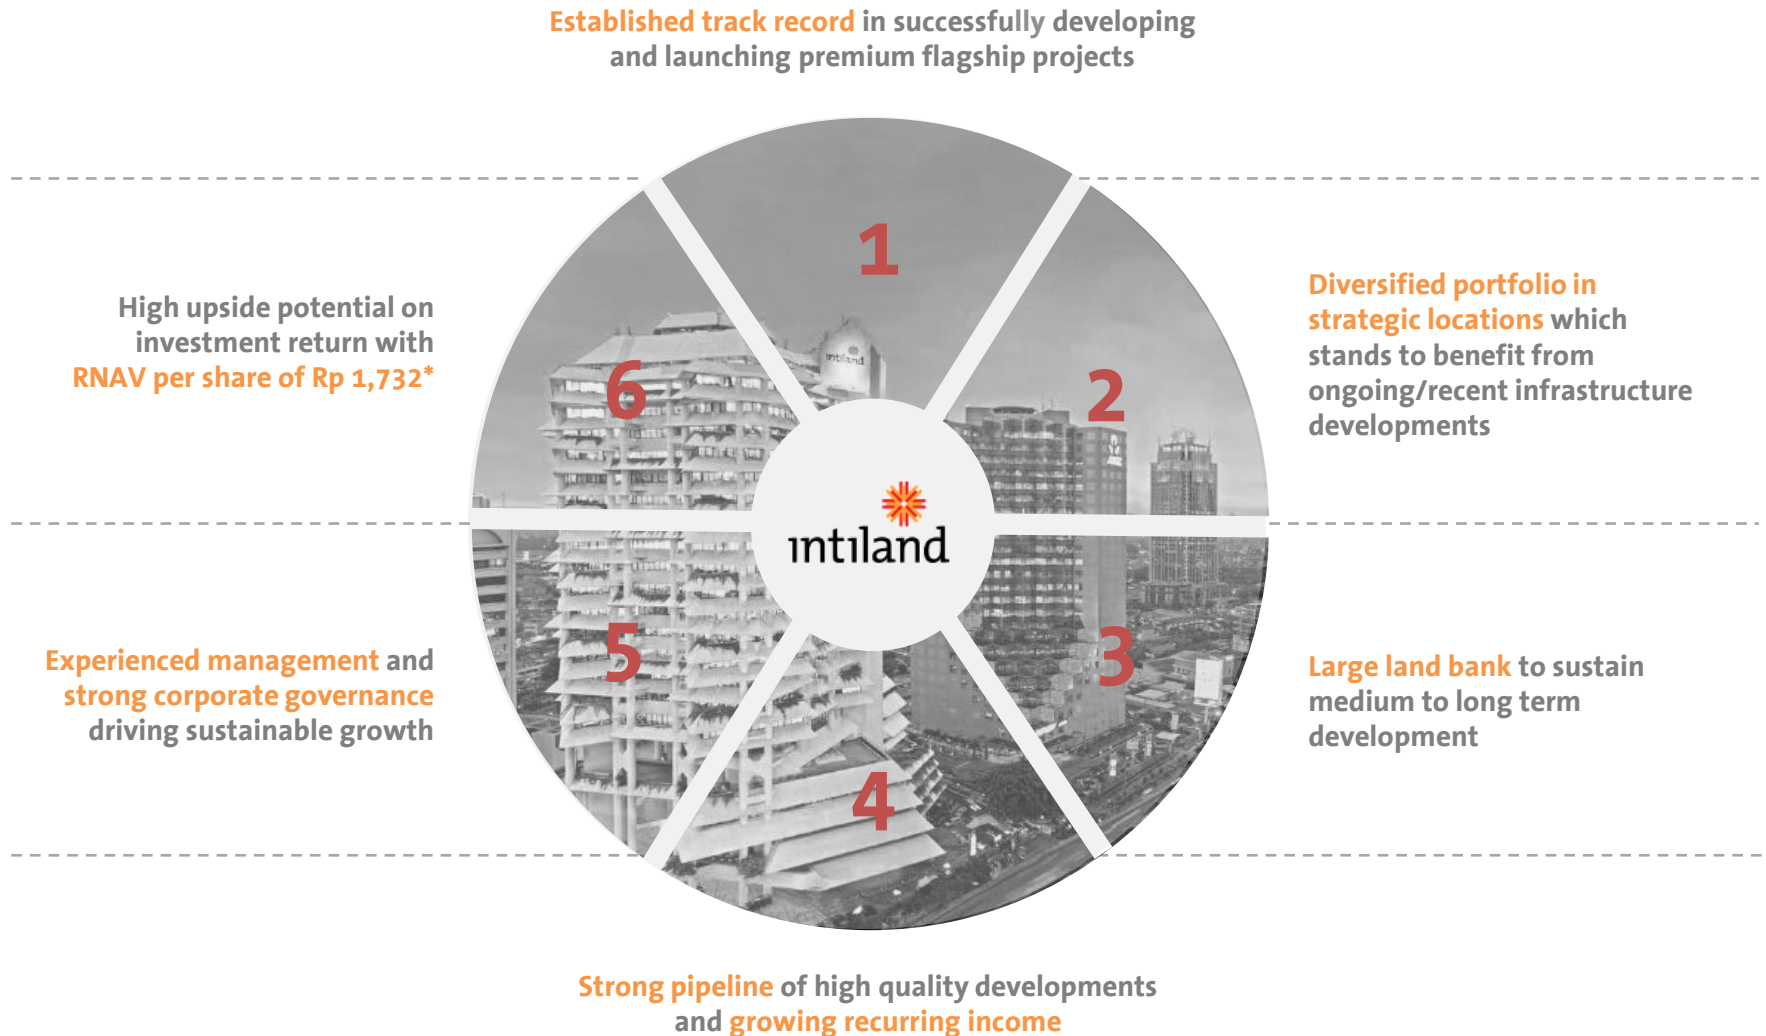 Established track record in successfully developing
and launching premium flagship projects
1
Diversified portfolio in
strategic locations which
stands to benefit from
ongoing/recent infrastructure
developments
2
Large land bank to sustain
medium to long term
development
3
Strong pipeline of high quality developments
and growing recurring income
4
Experienced management and
strong corporate governance
driving sustainable growth
5
High upside potential on
investment return with
RNAV per share of Rp 1,732*
6
intiland
intiland